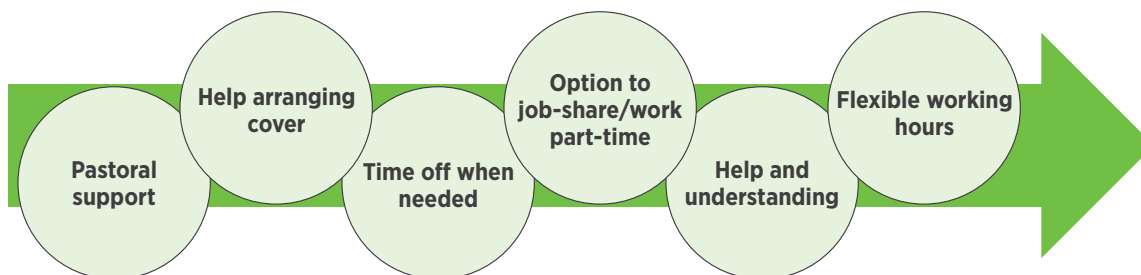 Pastoral
support
Help arranging
cover
Time off when
needed
Option to
job-share/work
part-time
Help and
understanding
Flexible working
hours